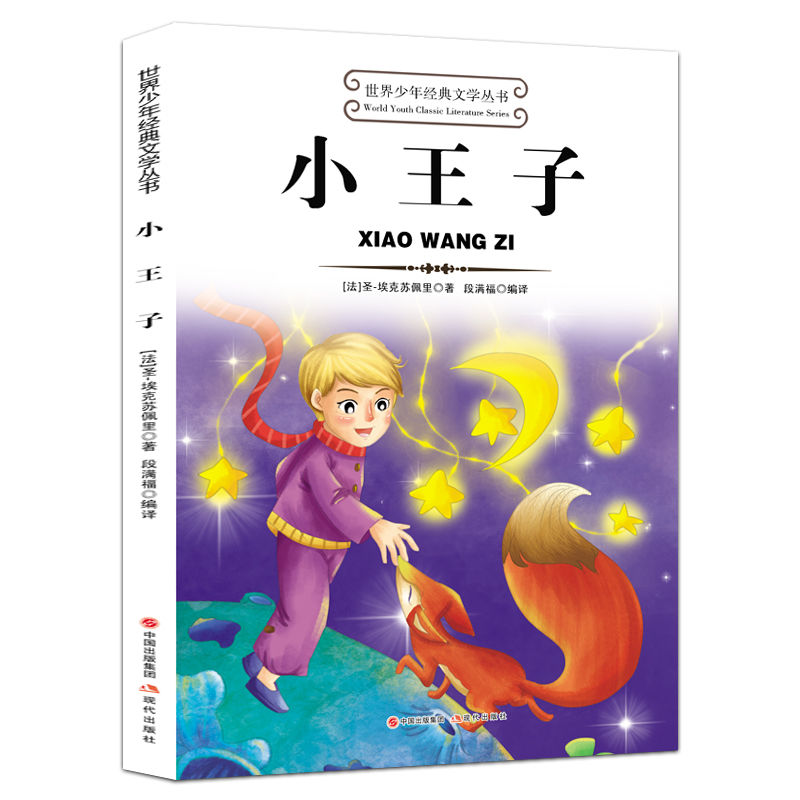 世界少年经典文学丛书
World Youth Classic Literature Series
小王子
XIAO WANG ZI
[法]圣-埃克苏佩里◎著 段满福◎编译
中国出版集团 现代出版社
世界少年经典文学丛书
小王子
[法]圣-埃克苏佩里◎著 段满福◎编译
中国出版集团
现代出版社